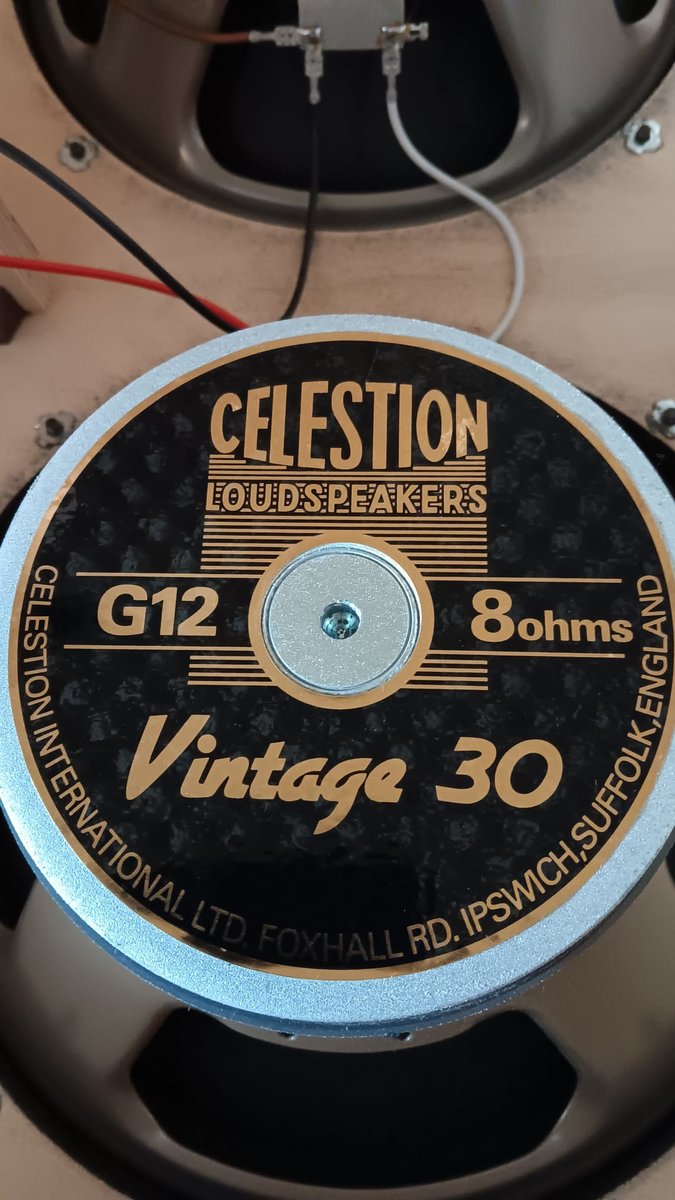 CELESTION
LOUDSPEAKERS
G12
8ohms
Vintage 30
CELESTION INTERNATIONAL LTD. FOXHALL RD. IPSWICH,SUFFOLK,ENGLAND